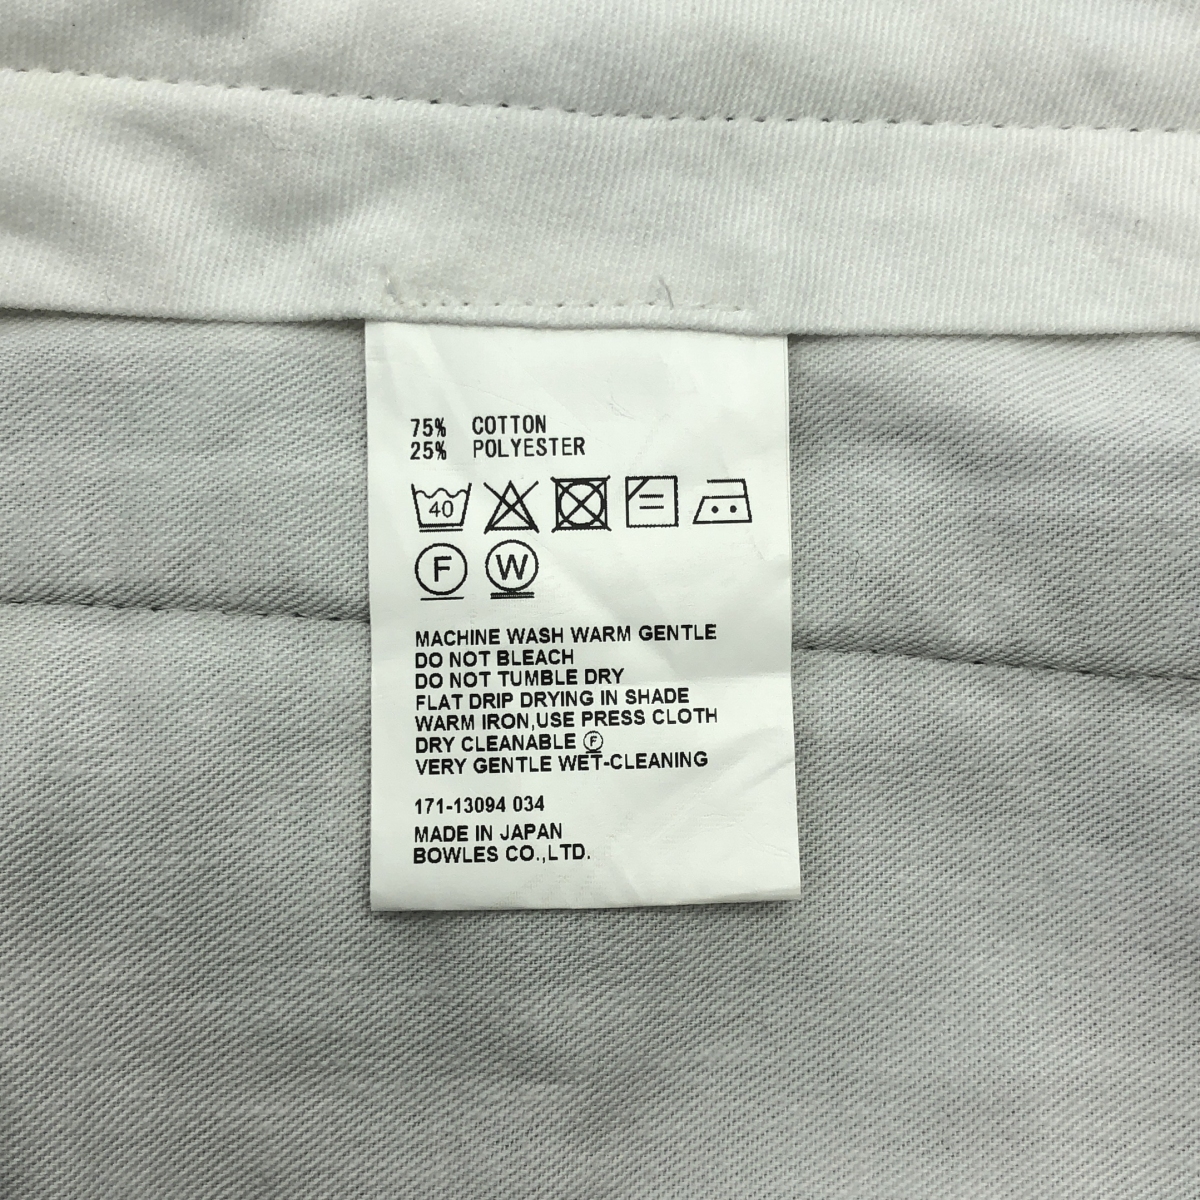 75% COTTON
25% POLYESTER
40
F W
MACHINE WASH WARM GENTLE
DO NOT BLEACH
DO NOT TUMBLE DRY
FLAT DRIP DRYING IN SHADE
WARM IRON,USE PRESS CLOTH
DRY CLEANABLE Ⓕ
VERY GENTLE WET-CLEANING
171-13094 034
MADE IN JAPAN
BOWLES CO.,LTD.